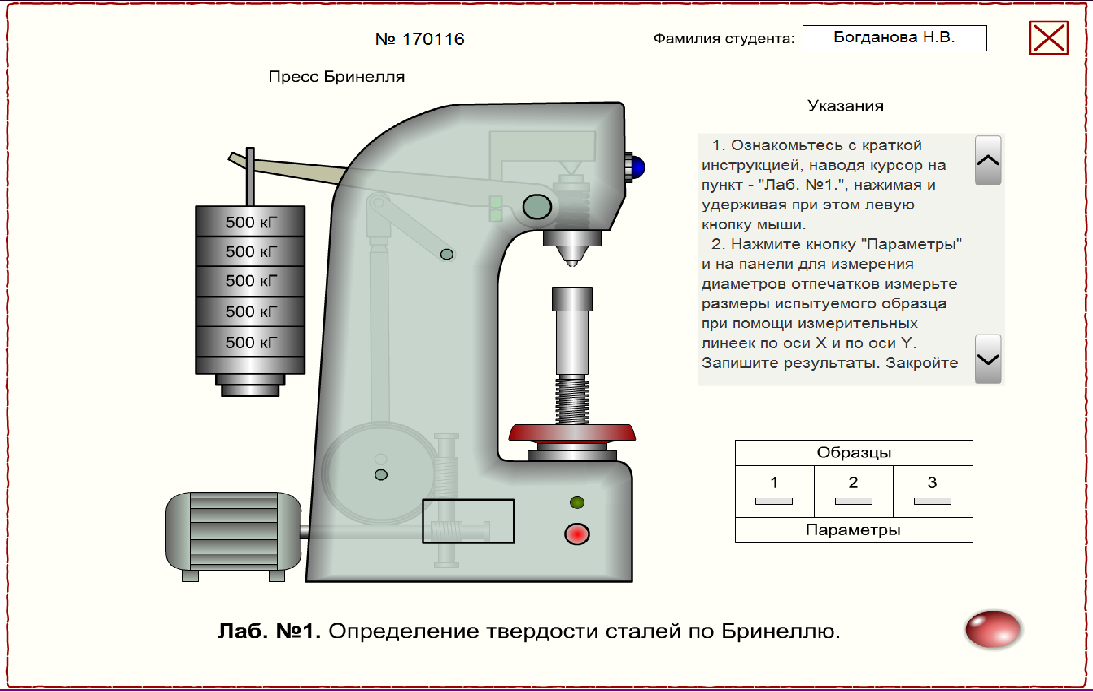 № 170116
Фамилия студента: Богданова Н.В.
Пресс Бринелля
Указания
1. Ознакомьтесь с краткой
инструкцией, наводя курсор на
пункт - "Лаб. №1.", нажимая и
удерживая при этом левую
кнопку мыши.
2. Нажмите кнопку "Параметры"
и на панели для измерения
диаметров отпечатков измерьте
размеры испытуемого образца
при помощи измерительных
линеек по оси X и по оси Y.
Запишите результаты. Закройте
500 кГ
500 кГ
500 кГ
500 кГ
500 кГ
Образцы
1 2 3
Параметры
Лаб. №1. Определение твердости сталей по Бринеллю.